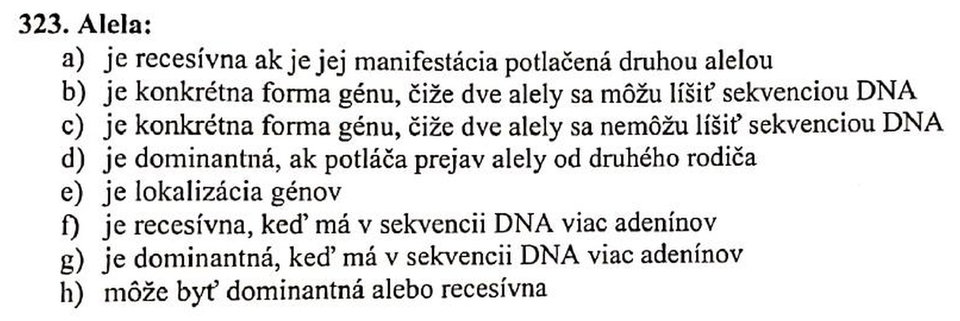 323. Alela:
a) je recesívna ak je jej manifestácia potlačená druhou alelou
b) je konkrétna forma génu, čiže dve alely sa môžu líšiť sekvenciou DNA
c) je konkrétna forma génu, čiže dve alely sa nemôžu líšiť sekvenciou DNA
d) je dominantná, ak potláča prejav alely od druhého rodiča
e) je lokalizácia génov
f) je recesívna, keď má v sekvencii DNA viac adenínov
g) je dominantná, keď má v sekvencii DNA viac adenínov
h) môže byť dominantná alebo recesívna